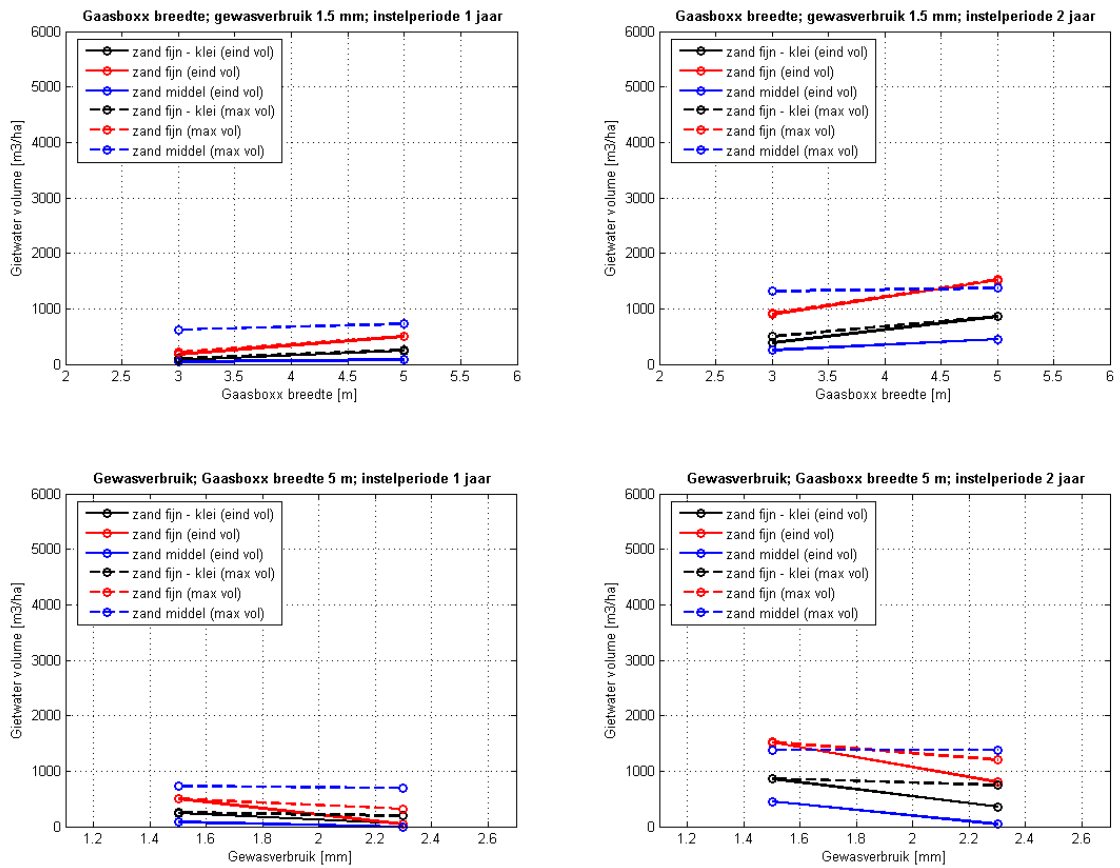 Gaasboxx breedte; gewasverbruik 1.5 mm; instelperiode 1 jaar
6000
5000
4000
3000
2000
1000
0
Gietwater volume [m3/ha]
zand fijn - klei (eind vol)
zand fijn (eind vol)
zand middel (eind vol)
zand fijn - klei (max vol)
zand fijn (max vol)
zand middel (max vol)
2 2.5 3 3.5 4 4.5 5 5.5 6
Gaasboxx breedte [m]
Gaasboxx breedte; gewasverbruik 1.5 mm; instelperiode 2 jaar
6000
5000
4000
3000
2000
1000
0
Gietwater volume [m3/ha]
zand fijn - klei (eind vol)
zand fijn (eind vol)
zand middel (eind vol)
zand fijn - klei (max vol)
zand fijn (max vol)
zand middel (max vol)
2 2.5 3 3.5 4 4.5 5 5.5 6
Gaasboxx breedte [m]
Gewasverbruik; Gaasboxx breedte 5 m; instelperiode 1 jaar
6000
5000
4000
3000
2000
1000
0
Gietwater volume [m3/ha]
zand fijn - klei (eind vol)
zand fijn (eind vol)
zand middel (eind vol)
zand fijn - klei (max vol)
zand fijn (max vol)
zand middel (max vol)
1.2 1.4 1.6 1.8 2 2.2 2.4 2.6
Gewasverbruik [mm]
Gewasverbruik; Gaasboxx breedte 5 m; instelperiode 2 jaar
6000
5000
4000
3000
2000
1000
0
Gietwater volume [m3/ha]
zand fijn - klei (eind vol)
zand fijn (eind vol)
zand middel (eind vol)
zand fijn - klei (max vol)
zand fijn (max vol)
zand middel (max vol)
1.2 1.4 1.6 1.8 2 2.2 2.4 2.6
Gewasverbruik [mm]